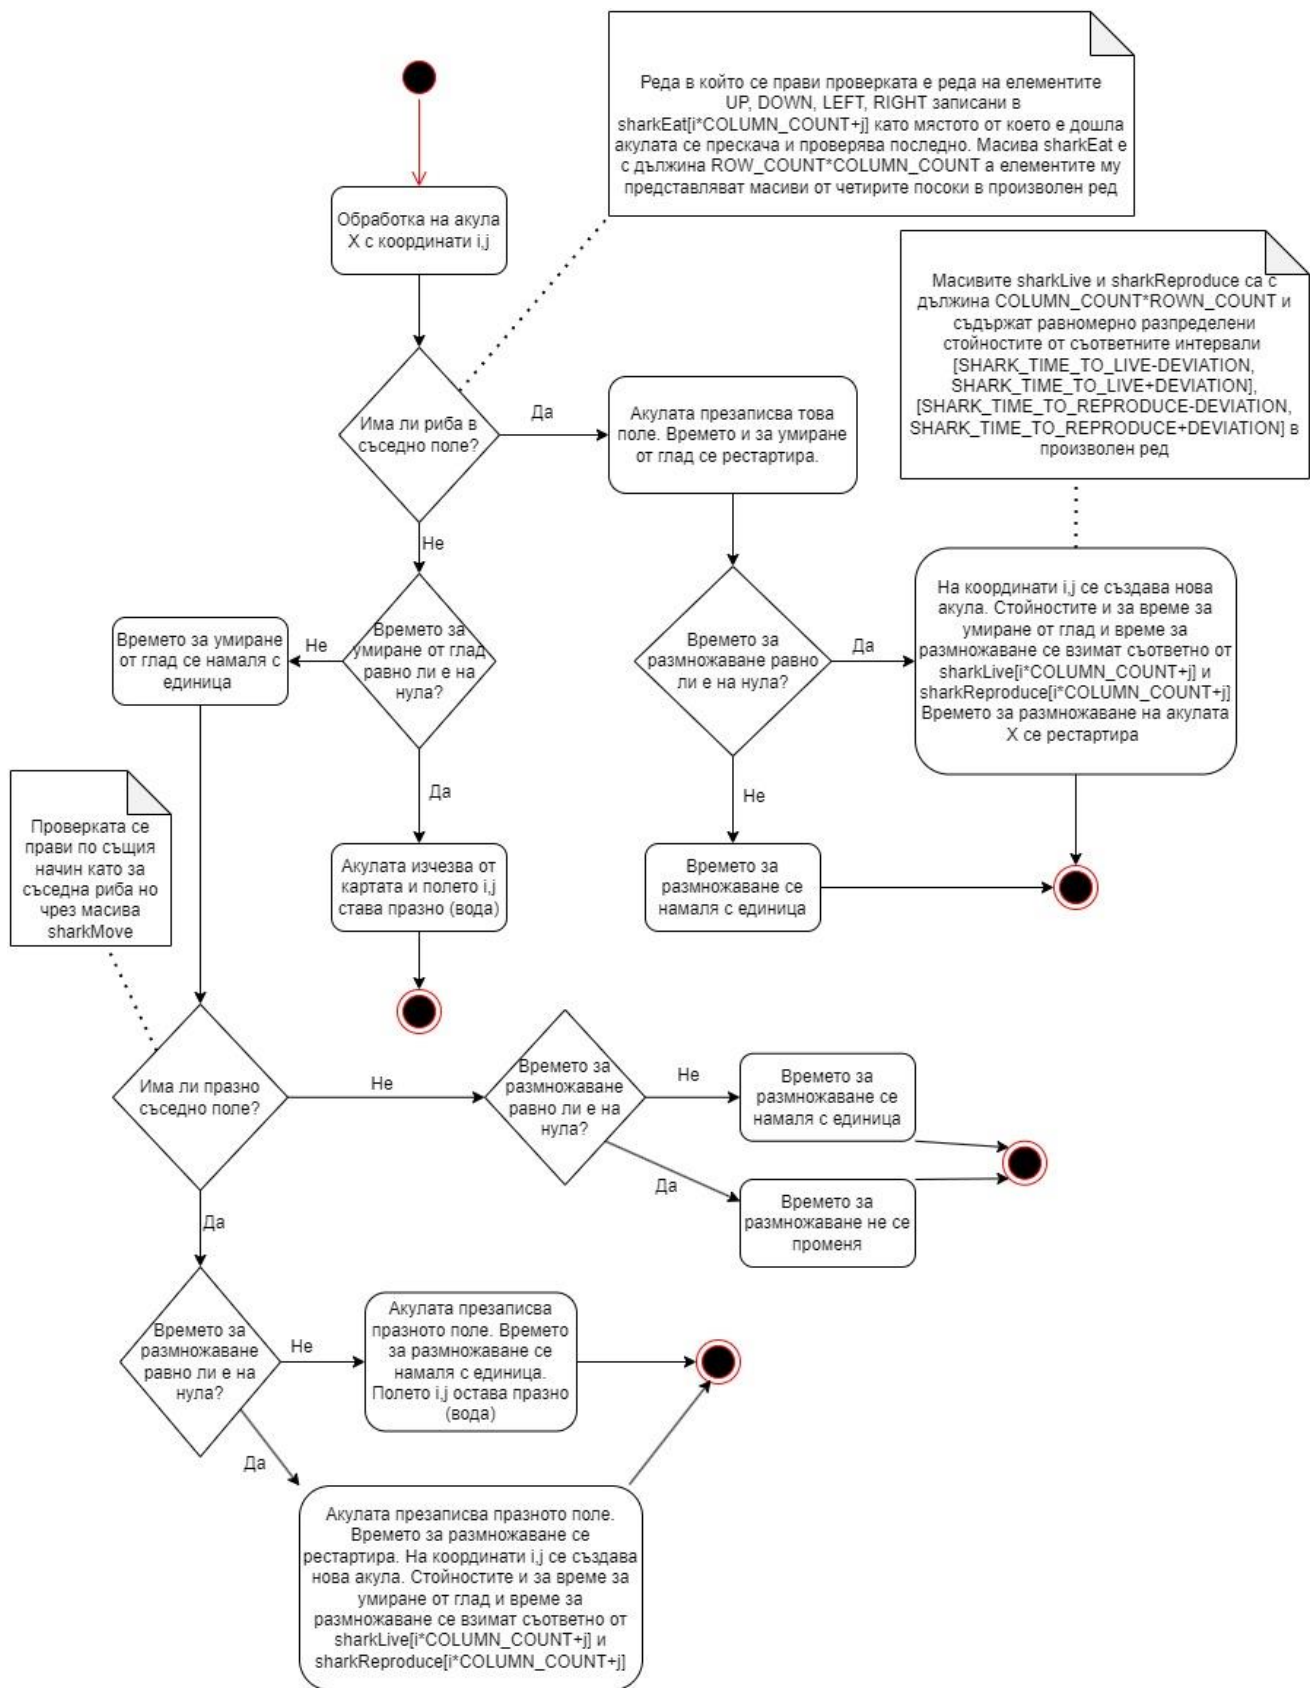 Реда в който се прави проверката е реда на елементите
UP, DOWN, LEFT, RIGHT записани в
sharkEat[i*COLUMN_COUNT+j] като мястото от което е дошла
акулата се прескача и проверява последно. Масива sharkEat е
с дължина ROW_COUNT*COLUMN_COUNT а елементите му
представляват масиви от четирите посоки в произволен ред
Обработка на акула
X с координати i,j
Масивите sharkLive и sharkReproduce са с
дължина COLUMN_COUNT*ROWN_COUNT и
съдържат равномерно разпределени
стойностите от съответните интервали
[SHARK_TIME_TO_LIVE-DEVIATION,
SHARK_TIME_TO_LIVE+DEVIATION],
[SHARK_TIME_TO_REPRODUCE-DEVIATION,
SHARK_TIME_TO_REPRODUCE+DEVIATION] в
произволен ред
Има ли риба в
съседно поле?
Да
Акулата презаписва това
поле. Времето и за умиране
от глад се рестартира.
Не
Времето за
умиране от глад
равно ли е на
нула?
Не
Времето за умиране
от глад се намаля с
единица
Времето за
размножаване равно
ли е на нула?
Да
На координати i,j се създава нова
акула. Стойностите и за време за
умиране от глад и време за
размножаване се взимат съответно от
sharkLive[i*COLUMN_COUNT+j] и
sharkReproduce[i*COLUMN_COUNT+j]
Времето за размножаване на акулата
X се рестартира
Да
Не
Проверката се
прави по същия
начин като за
съседна риба но
чрез масива
sharkMove
Акулата изчезва от
картата и полето i,j
става празно (вода)
Времето за
размножаване се
намаля с единица
Има ли празно
съседно поле?
Не
Времето за
размножаване
равно ли е на
нула?
Не
Времето за
размножаване се
намаля с единица
Да
Времето за
размножаване не се
променя
Да
Времето за
размножаване
равно ли е на
нула?
Не
Акулата презаписва
празното поле. Времето
за размножаване се
намаля с единица.
Полето i,j остава празно
(вода)
Да
Акулата презаписва празното поле.
Времето за размножаване се
рестартира. На координати i,j се създава
нова акула. Стойностите и за време за
умиране от глад и време за
размножаване се взимат съответно от
sharkLive[i*COLUMN_COUNT+j] и
sharkReproduce[i*COLUMN_COUNT+j]